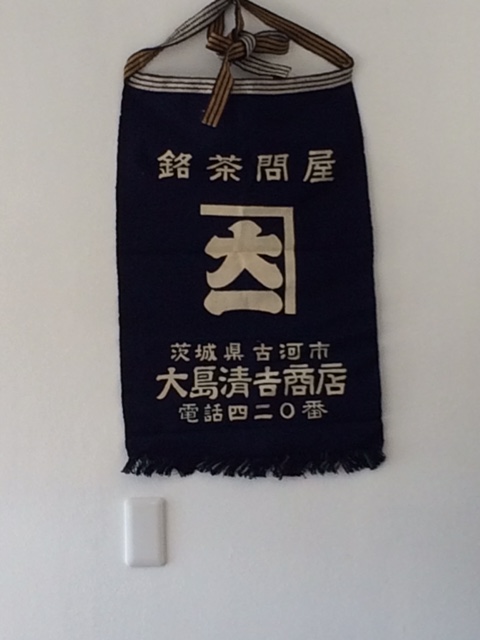 銘茶問屋
大一
茨城県古河市
大島清吉商店
電話四二〇番